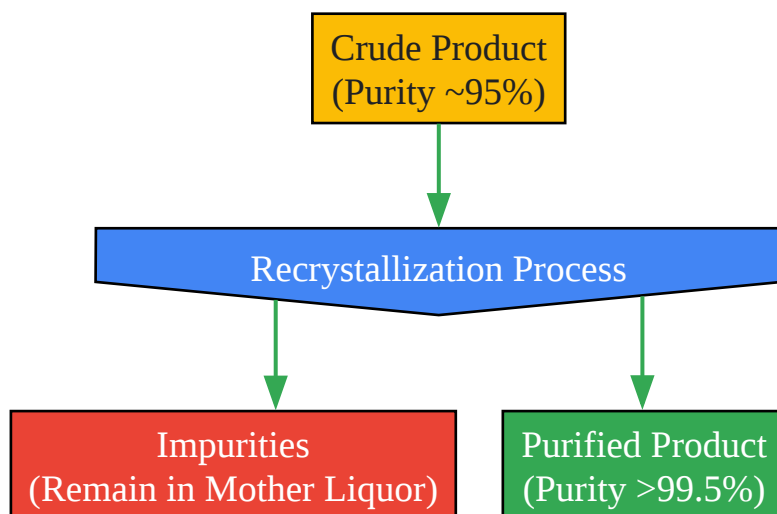 Crude Product
(Purity ~95%)
Recrystallization Process
Impurities
(Remain in Mother Liquor)
Purified Product
(Purity >99.5%)